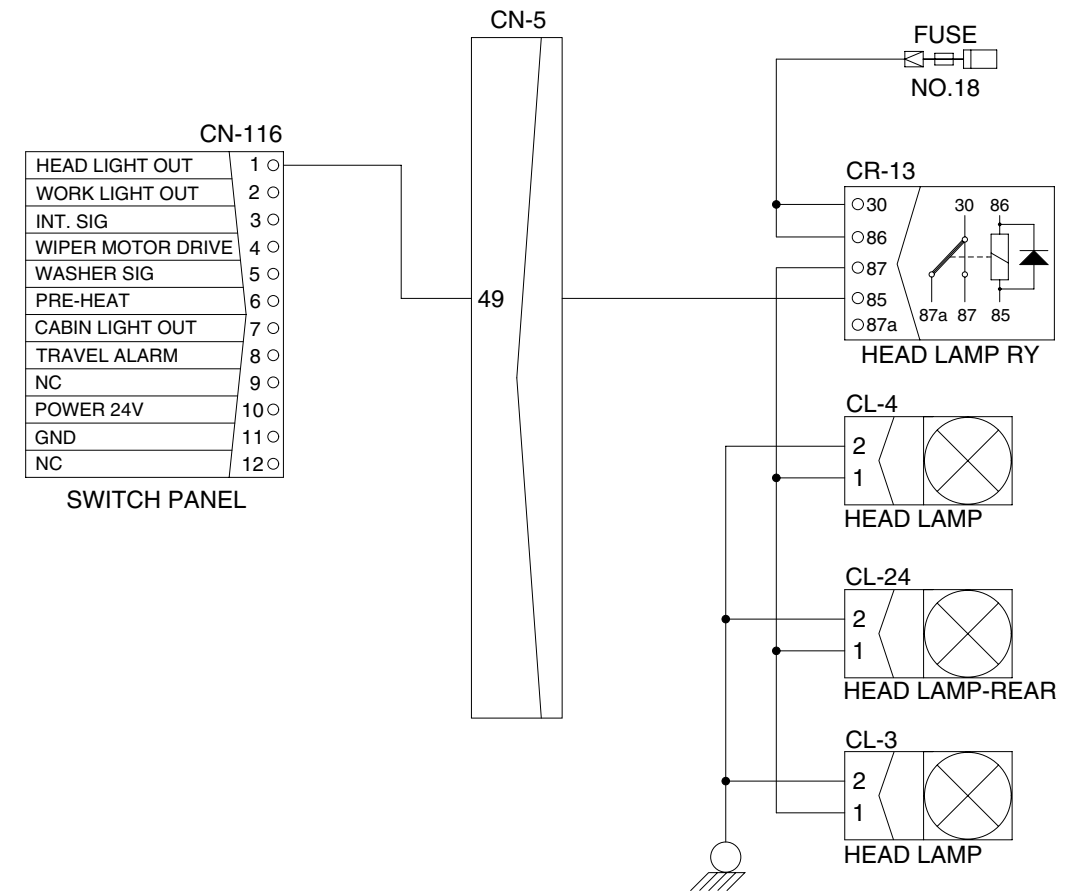 CN-5
FUSE
NO.18
CN-116
HEAD LIGHT OUT 1
WORK LIGHT OUT 2
INT. SIG 3
WIPER MOTOR DRIVE 4
WASHER SIG 5
PRE-HEAT 6
CABIN LIGHT OUT 7
TRAVEL ALARM 8
NC 9
POWER 24V 10
GND 11
NC 12
SWITCH PANEL
49
CR-13
30 30 86
86
87
85 87a 87 85
87a
HEAD LAMP RY
CL-4
2
1
HEAD LAMP
CL-24
2
1
HEAD LAMP-REAR
CL-3
2
1
HEAD LAMP